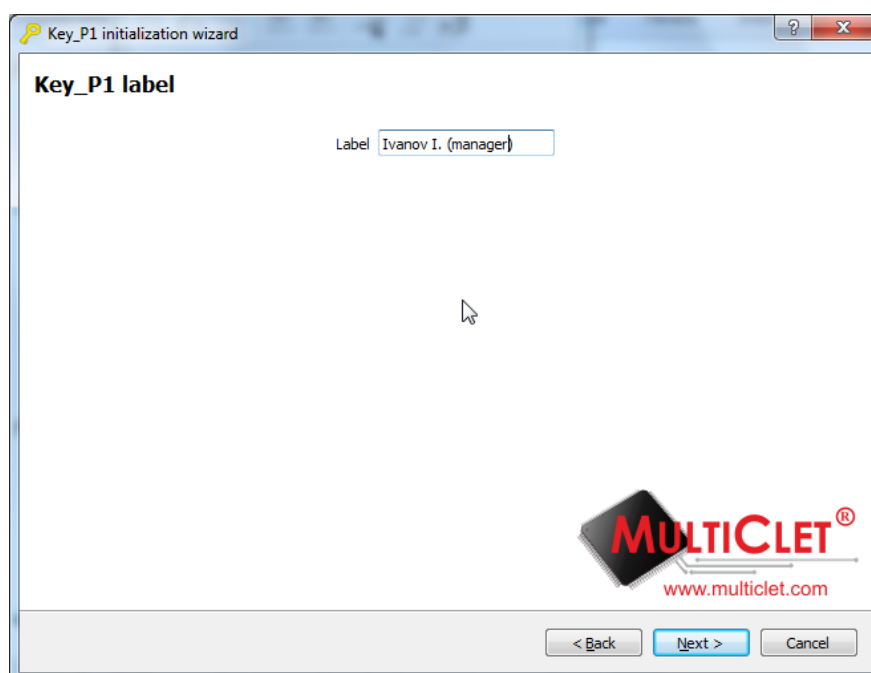 Key_P1 initialization wizard
Key_P1 label
Label Ivanov I. (manager)
MULTICLET®
www.multiclet.com
< Back Next > Cancel